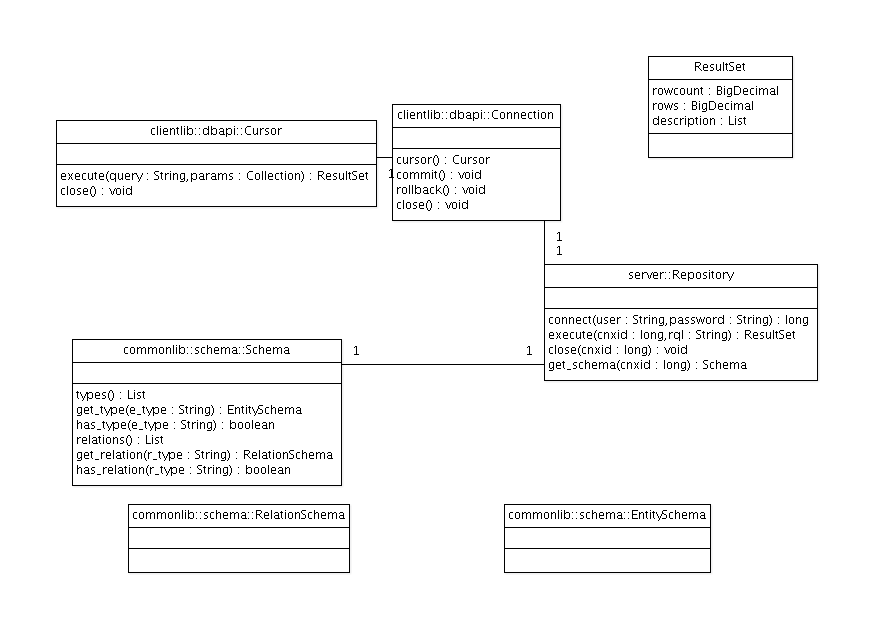 ResultSet
rowcount : BigDecimal
rows : BigDecimal
description : List
clientlib::dbapi::Cursor
execute(query : String,params : Collection) : ResultSet
close() : void
clientlib::dbapi::Connection
cursor() : Cursor
1
commit() : void
rollback() : void
close() : void
1
1
server::Repository
connect(user : String,password : String) : long
execute(cnxid : long,rql : String) : ResultSet
close(cnxid : long) : void
get_schema(cnxid : long) : Schema
commonlib::schema::Schema
1
1
types() : List
get_type(e_type : String) : EntitySchema
has_type(e_type : String) : boolean
relations() : List
get_relation(r_type : String) : RelationSchema
has_relation(r_type : String) : boolean
commonlib::schema::RelationSchema
commonlib::schema::EntitySchema